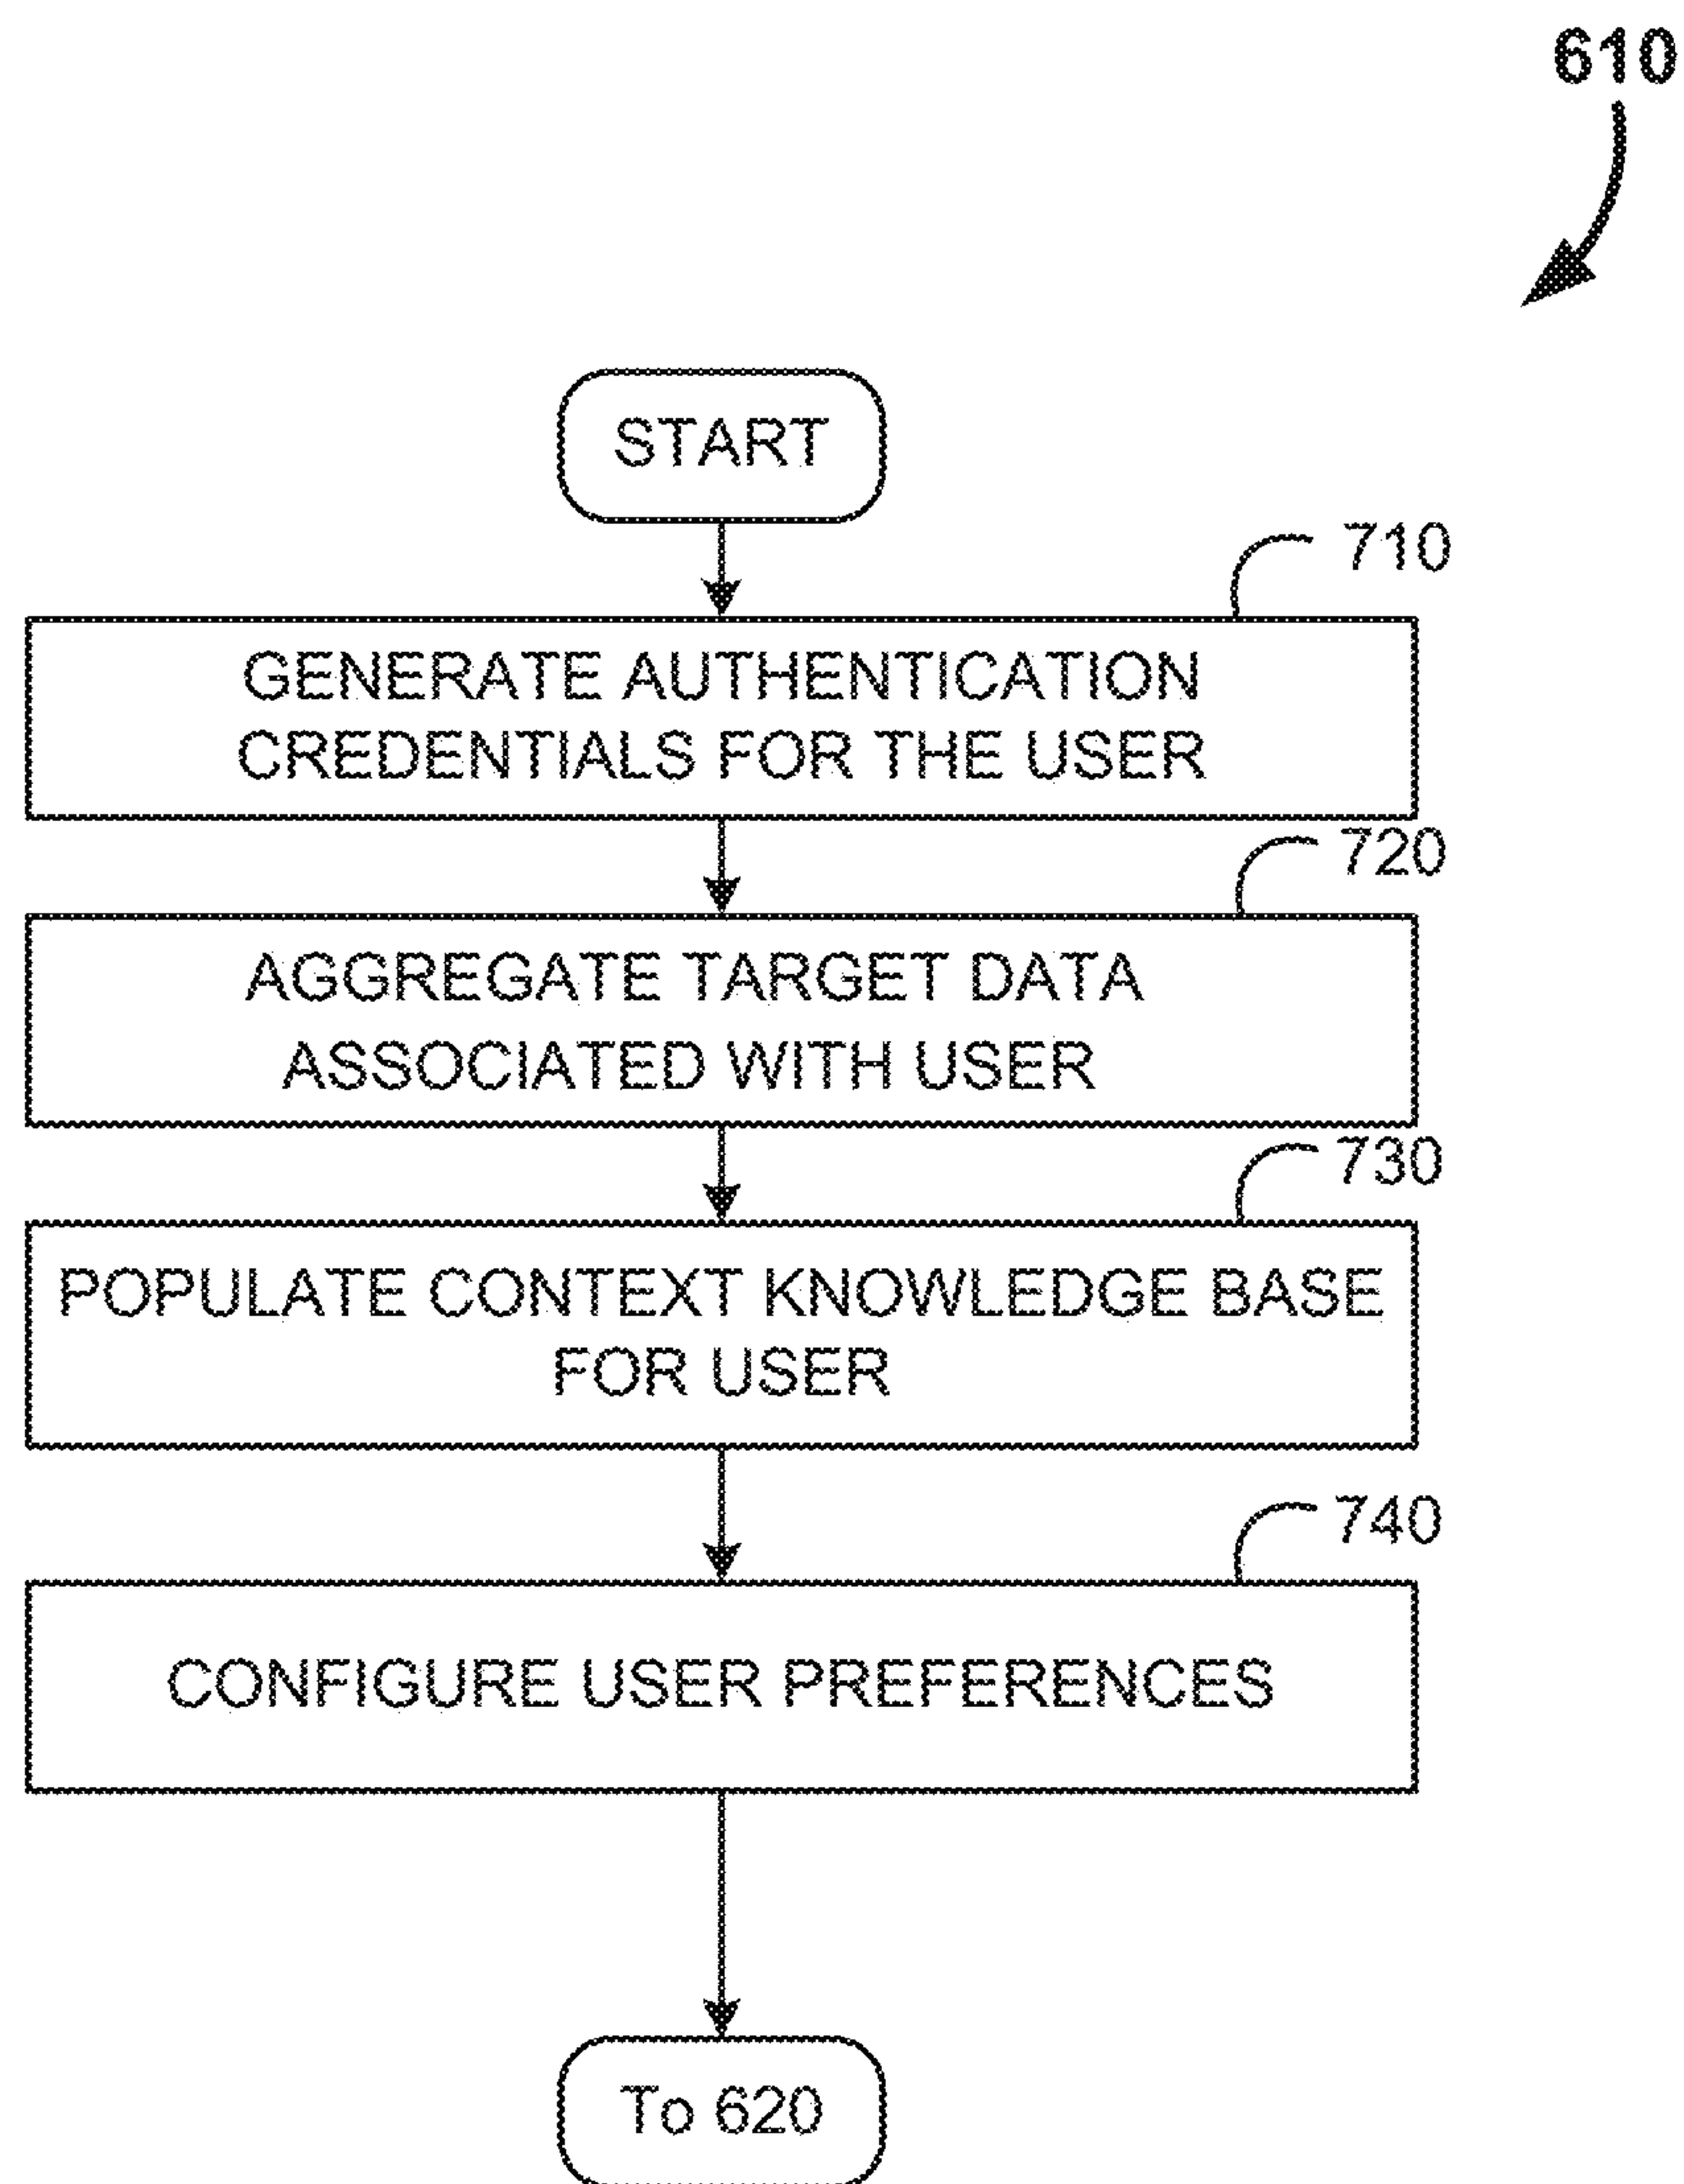 610
START
710
GENERATE AUTHENTICATION
CREDENTIALS FOR THE USER
720
AGGREGATE TARGET DATA
ASSOCIATED WITH USER
730
POPULATE CONTEXT KNOWLEDGE BASE
FOR USER
740
CONFIGURE USER PREFERENCES
To 620